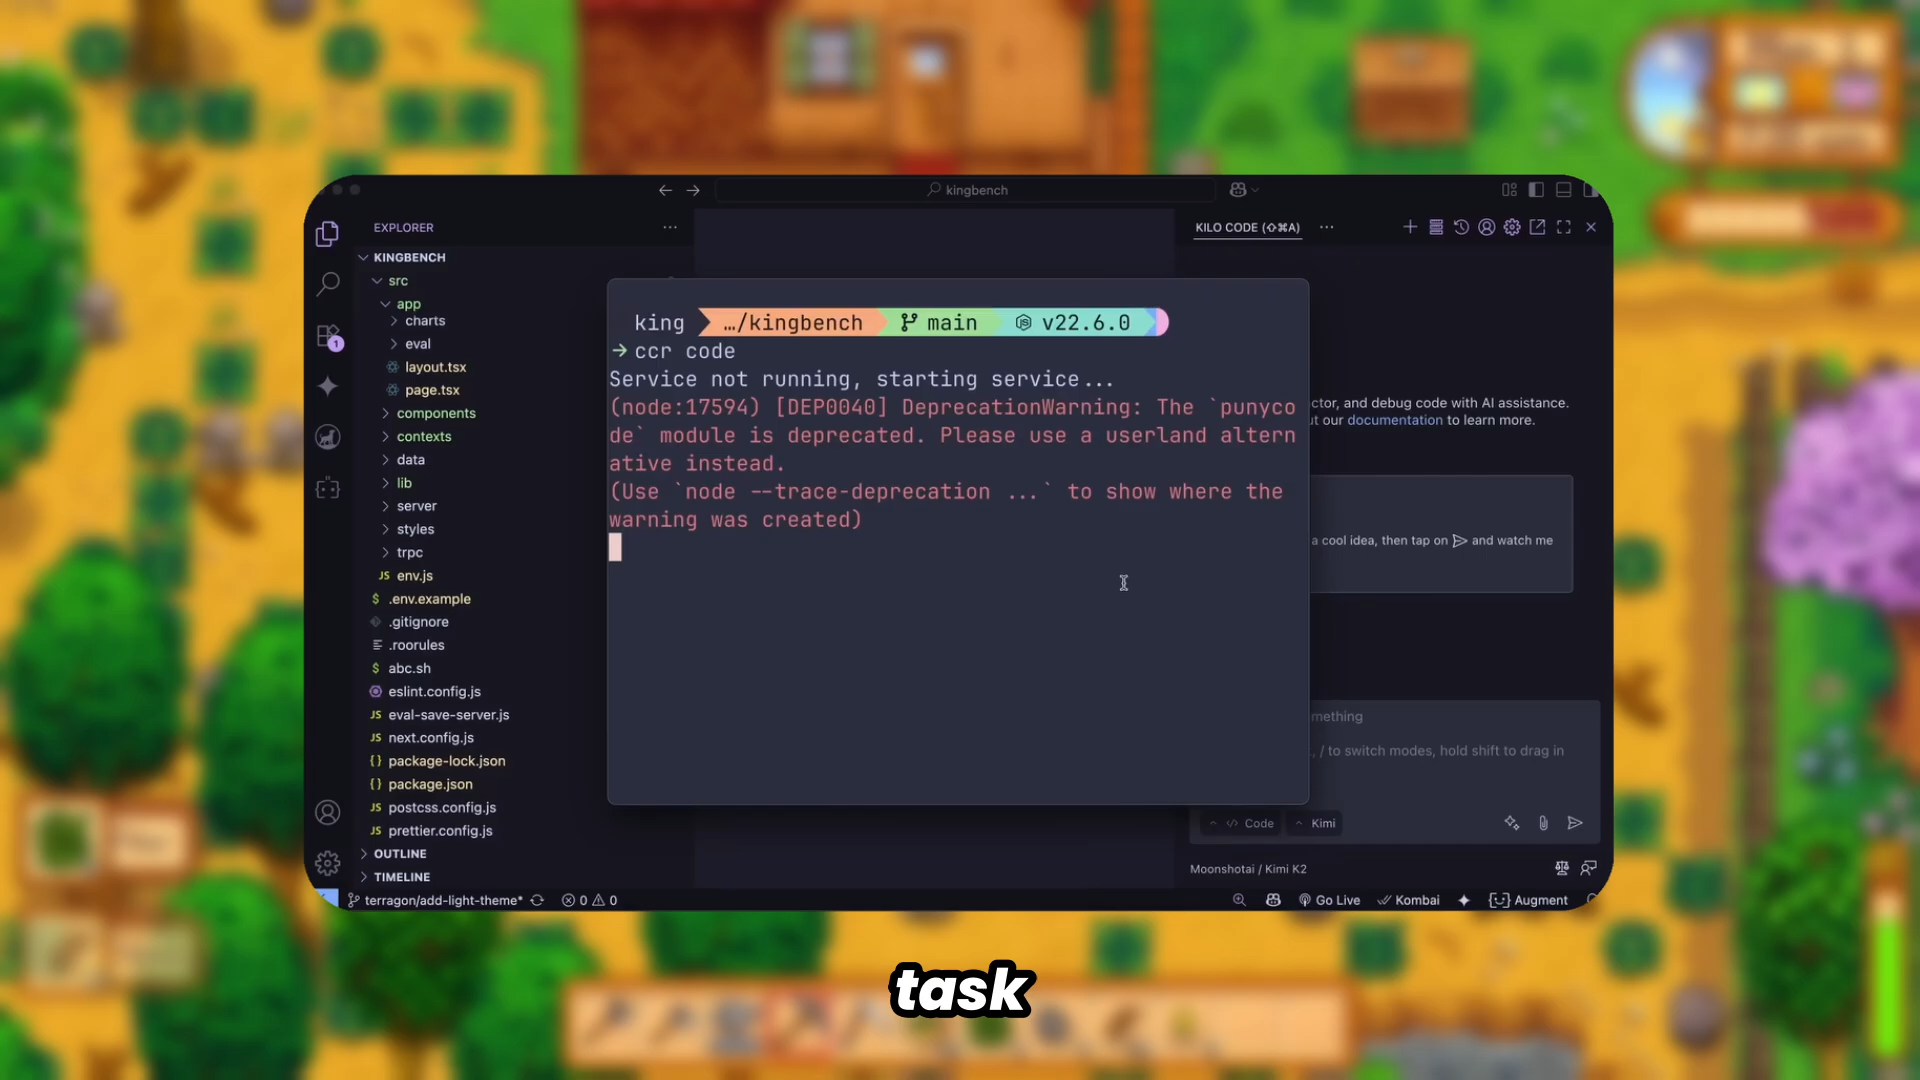 kingbench
EXPLORER
KINGBENCH
src
app
charts
eval
layout.tsx
page.tsx
components
contexts
data
lib
server
styles
trpc
JS env.js
$ .env.example
.gitignore
.roorules
$ abc.sh
eslint.config.js
JS eval-save-server.js
JS next.config.js
{} package-lock.json
{} package.json
JS postcss.config.js
JS prettier.config.js
OUTLINE
TIMELINE
1
king …/kingbench main v22.6.0
→ ccr code
Service not running, starting service...
(node:17594) [DEP0040] DeprecationWarning: The `punyco
de` module is deprecated. Please use a userland altern
ative instead.
(Use `node --trace-deprecation ...` to show where the
warning was created)
KILO CODE (⇧⌘A)
ctor, and debug code with AI assistance.
ut our documentation to learn more.
a cool idea, then tap on and watch me
mething
, / to switch modes, hold shift to drag in
Code Kimi
Moonshotai / Kimi K2
terragon/add-light-theme* 0 0 Go Live Kombai Augment
task